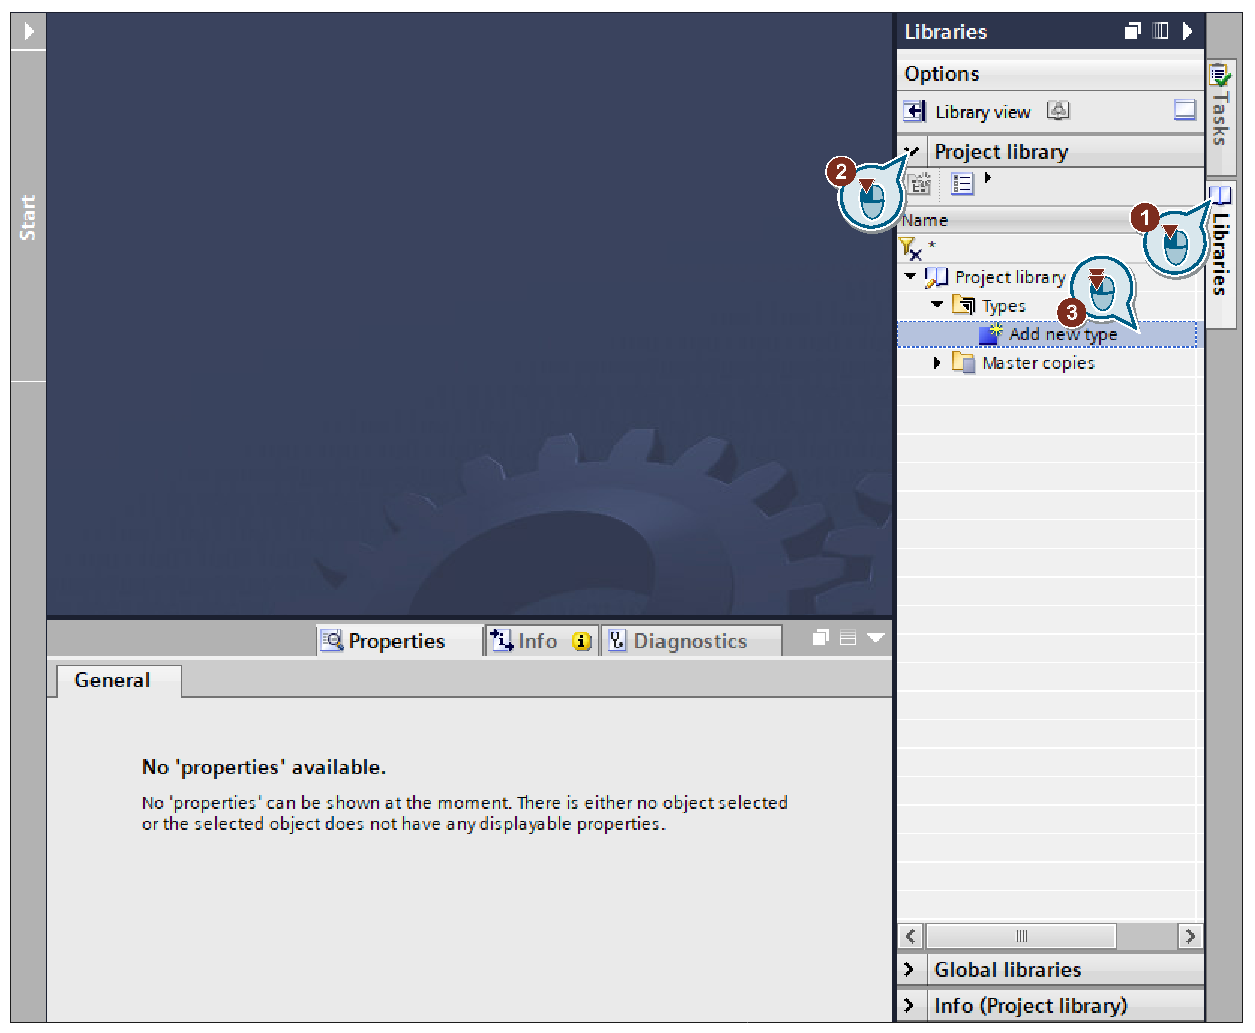 Libraries
Options
Library view
Project library
Name
*
Project library
Types
Add new type
Master copies
Global libraries
Info (Project library)
Tasks
Libraries
Start
1
2
3
Properties
Info
Diagnostics
General
No 'properties' available.
No 'properties' can be shown at the moment. There is either no object selected
or the selected object does not have any displayable properties.